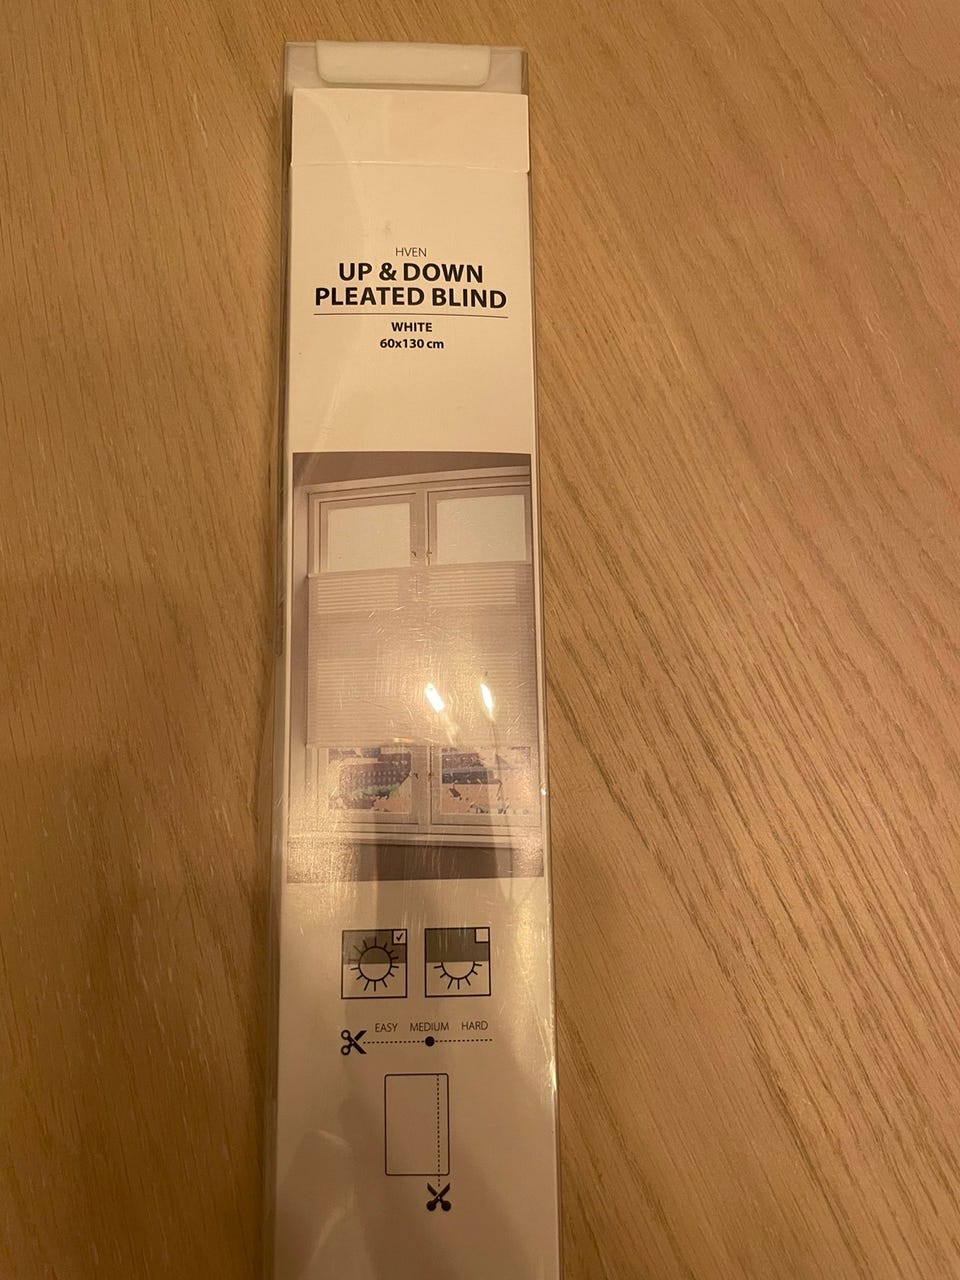 HVEN
UP & DOWN
PLEATED BLIND
WHITE
60x130 cm
EASY MEDIUM HARD